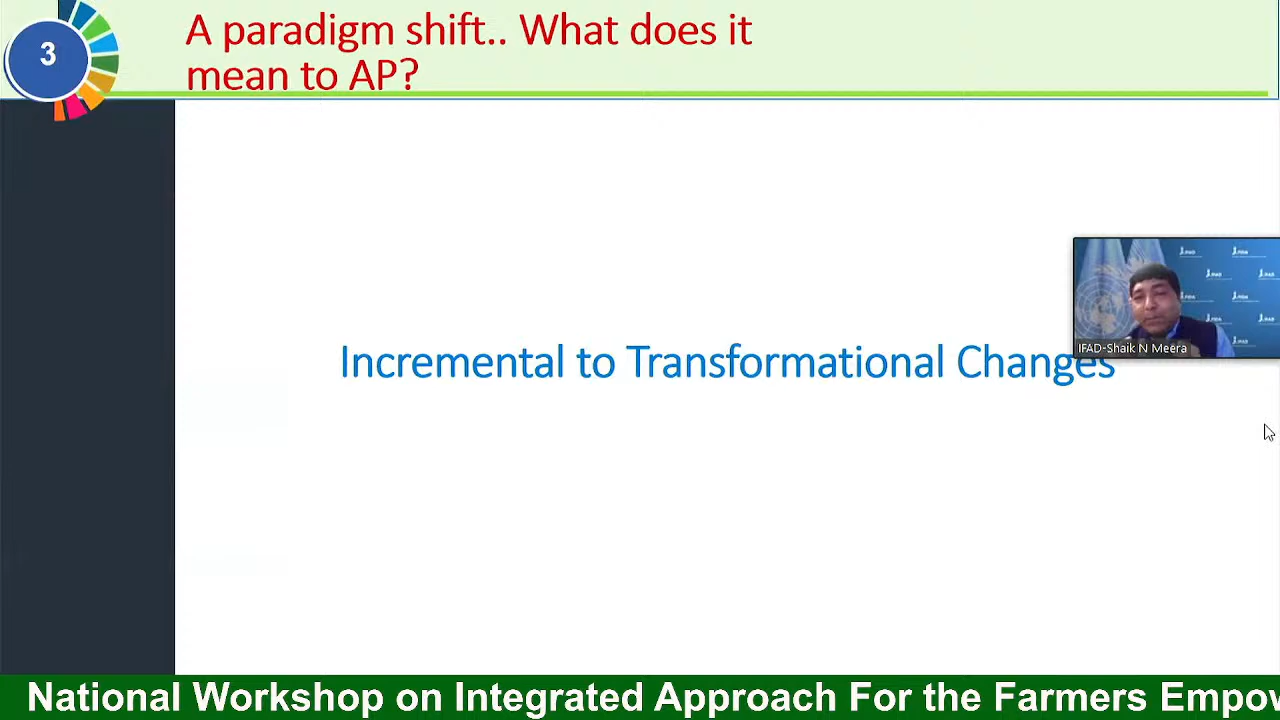 3
A paradigm shift.. What does it
mean to AP?
Incremental to Transformational Changes
IFAD-Shaik N Meera
National Workshop on Integrated Approach For the Farmers Empow